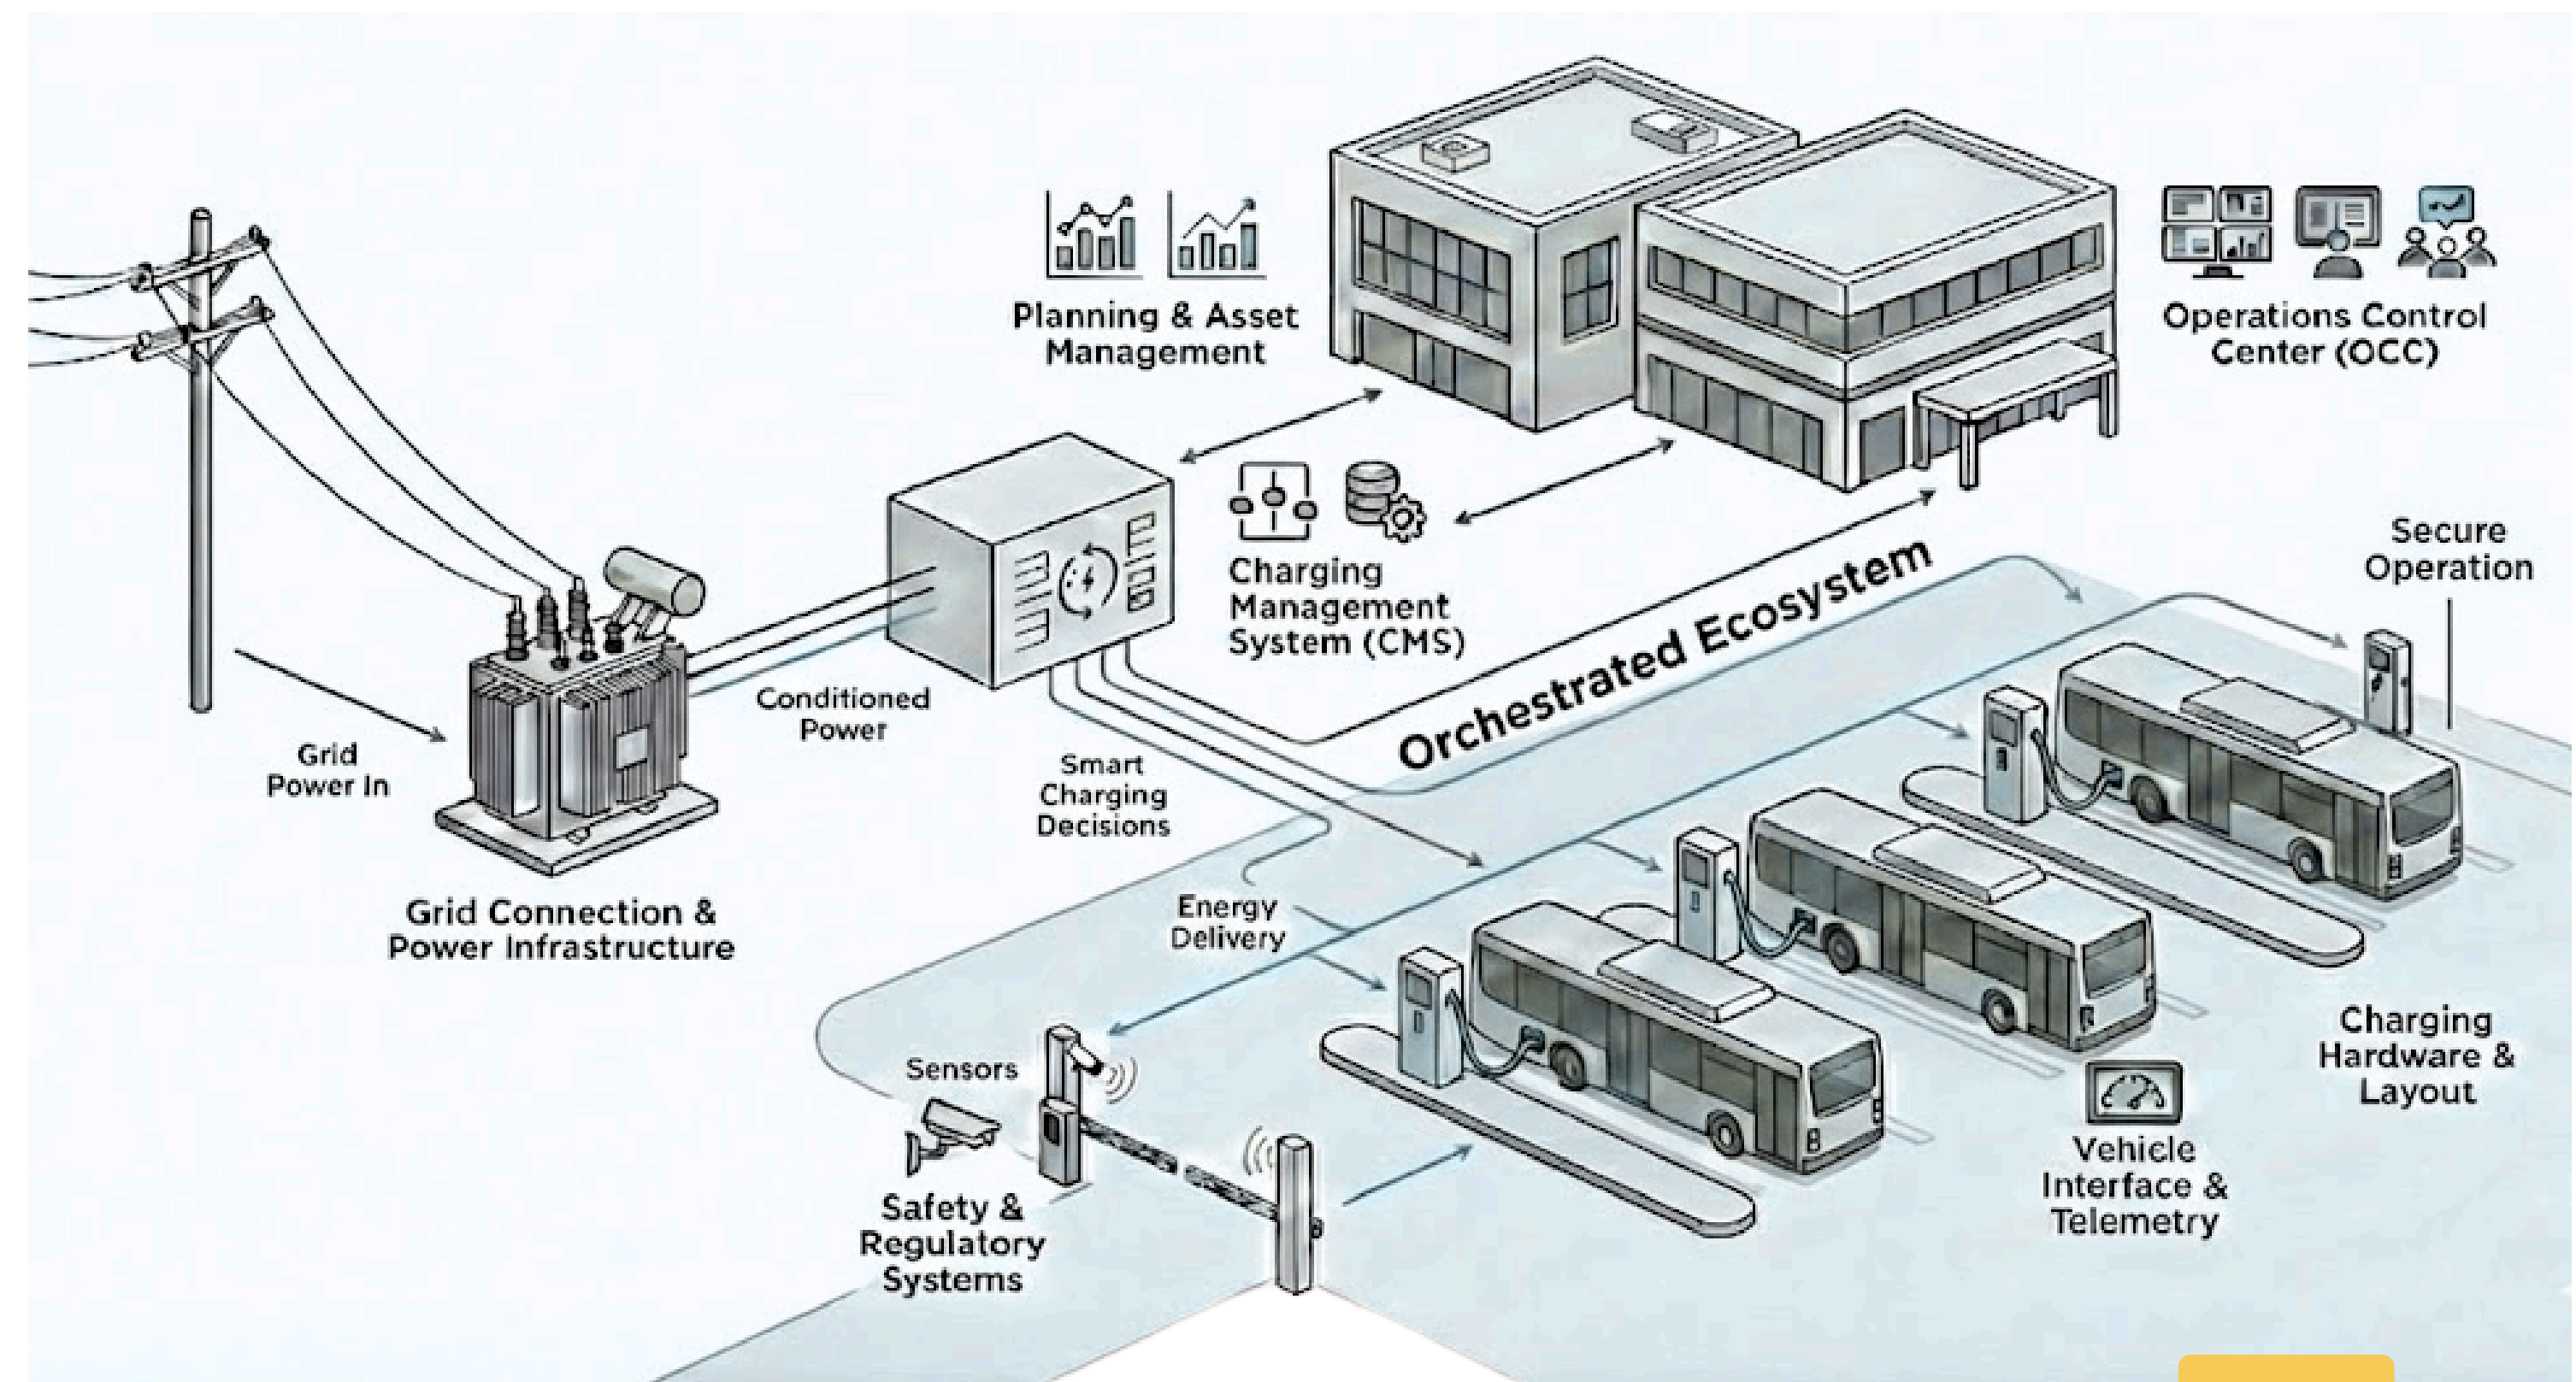 Planning & Asset
Management
Operations Control
Center (OCC)
Charging
Management
System (CMS)
Secure
Operation
Orchestrated Ecosystem
Conditioned
Power
Grid
Power In
Smart
Charging
Decisions
Grid Connection &
Power Infrastructure
Energy
Delivery
Sensors
Safety &
Regulatory
Systems
Charging
Hardware &
Layout
Vehicle
Interface &
Telemetry